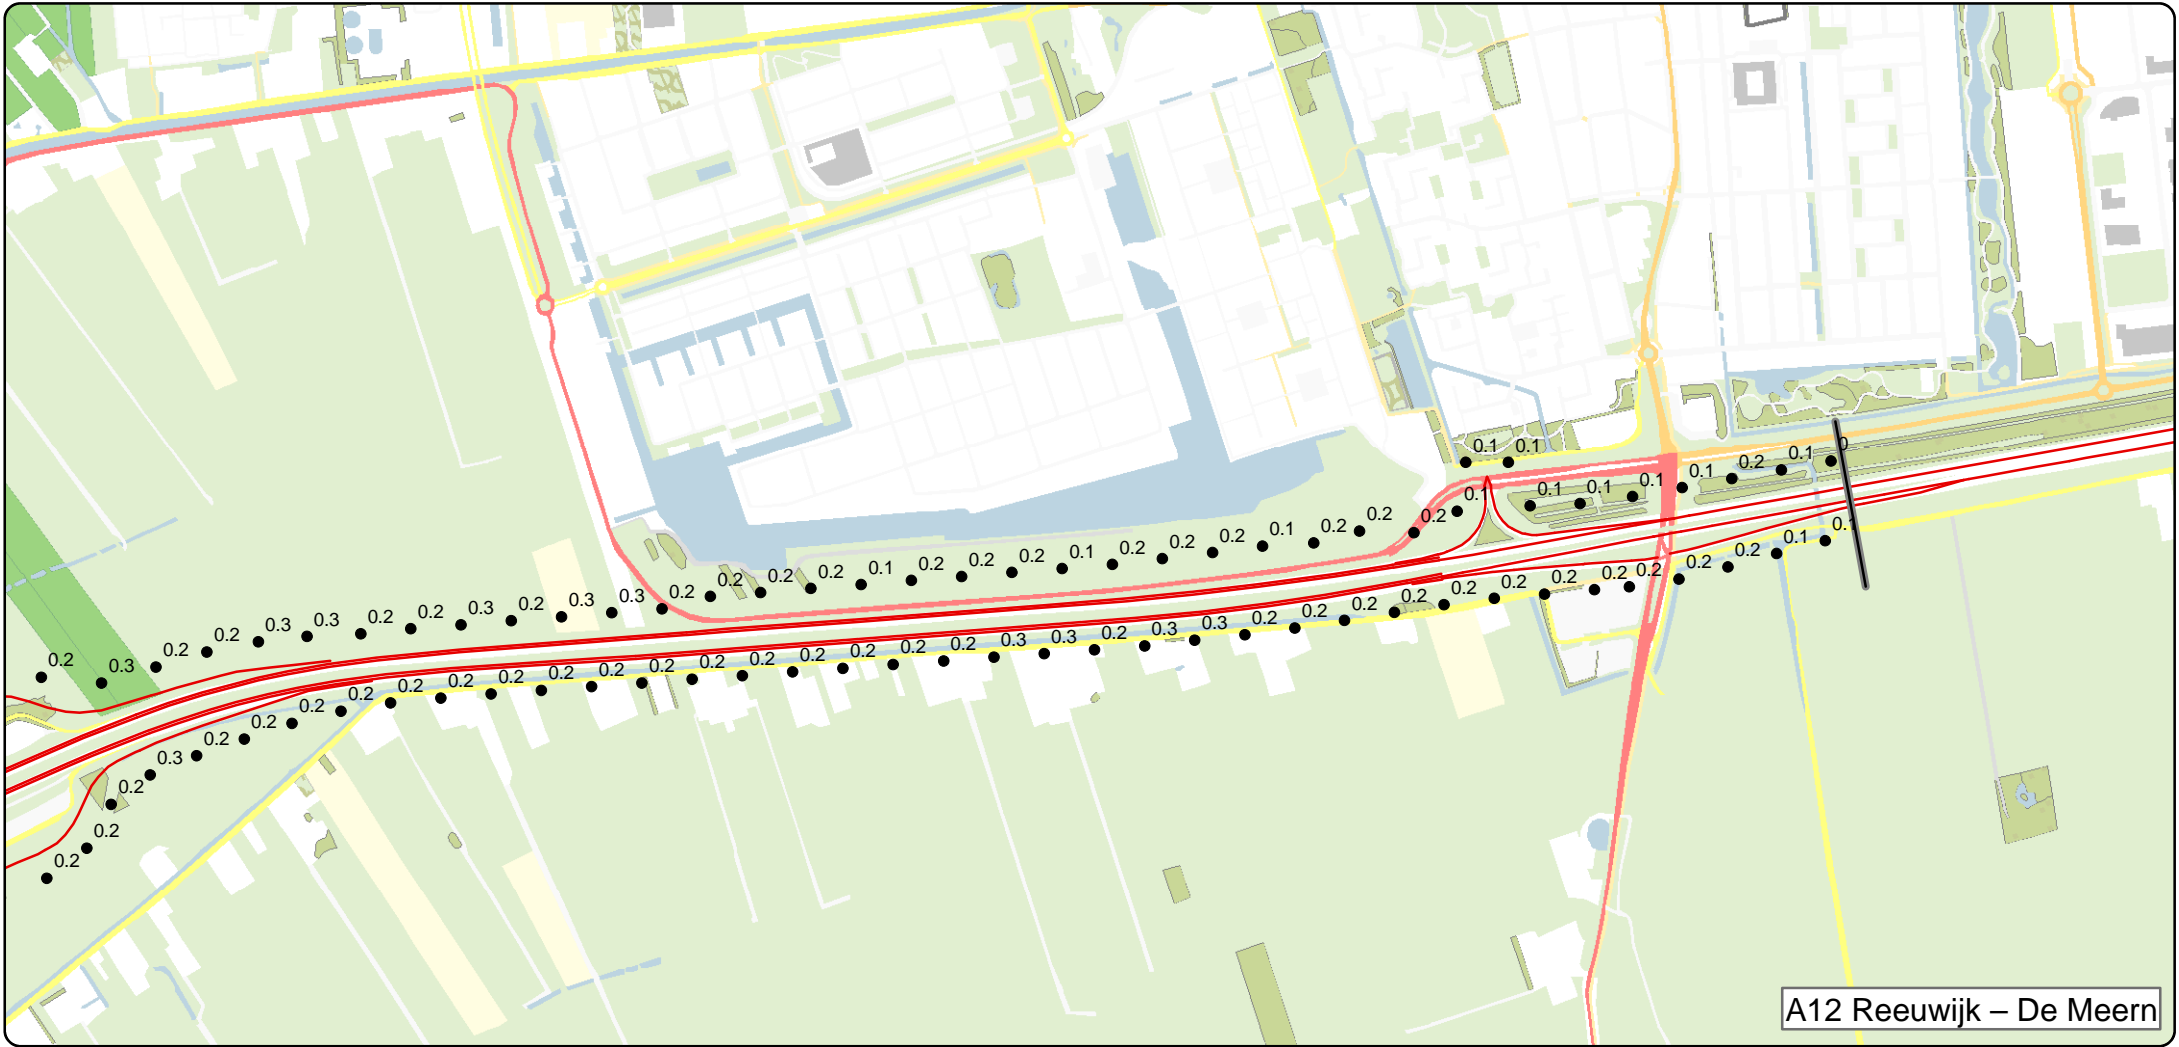 0.1 0.1
0.1 0.2 0.1 0
0.1 0.1 0.1 0.1
0.2 0.2 0.1 0.2 0.2 0.2 0.1
0.2 0.2 0.2 0.1 0.2 0.2 0.2 0.1
0.2 0.3 0.2 0.2 0.3 0.3 0.2 0.2 0.3 0.2 0.3 0.3 0.2 0.2
0.1
0.2 0.2 0.2 0.2 0.2 0.2 0.2 0.2 0.1
0.2 0.2 0.2 0.2 0.2 0.2 0.3 0.3 0.2 0.3 0.3 0.2 0.2
0.2 0.2 0.3 0.2 0.2 0.2 0.2 0.2 0.2 0.2 0.2 0.2
0.2
A12 Reeuwijk – De Meern